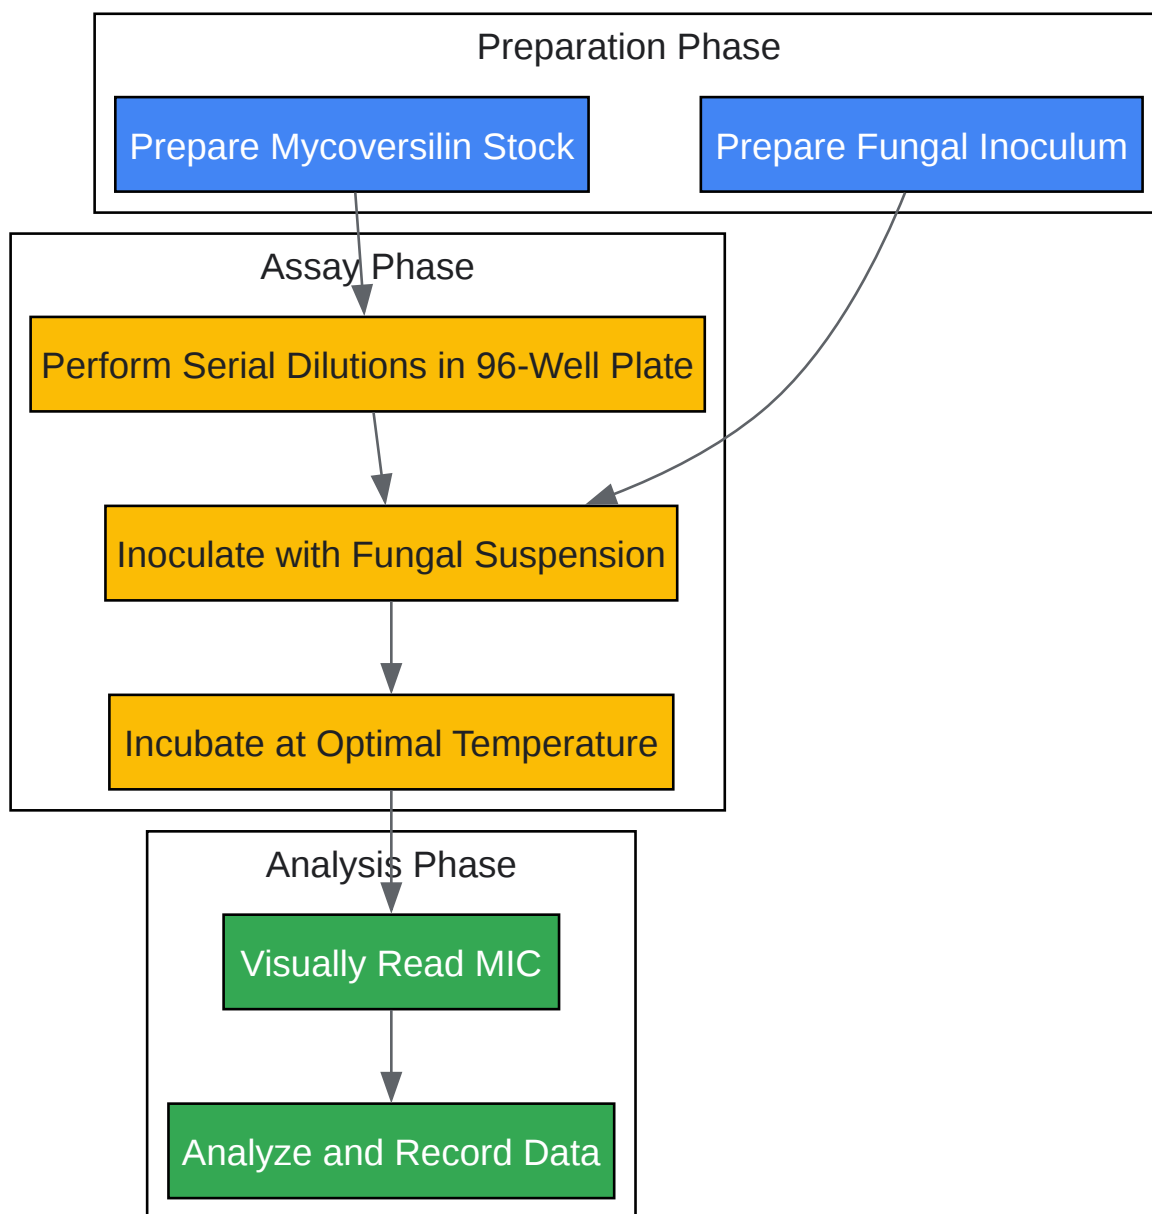 Preparation Phase
Prepare Mycoversilin Stock
Prepare Fungal Inoculum
Assay Phase
Perform Serial Dilutions in 96-Well Plate
Inoculate with Fungal Suspension
Incubate at Optimal Temperature
Analysis Phase
Visually Read MIC
Analyze and Record Data